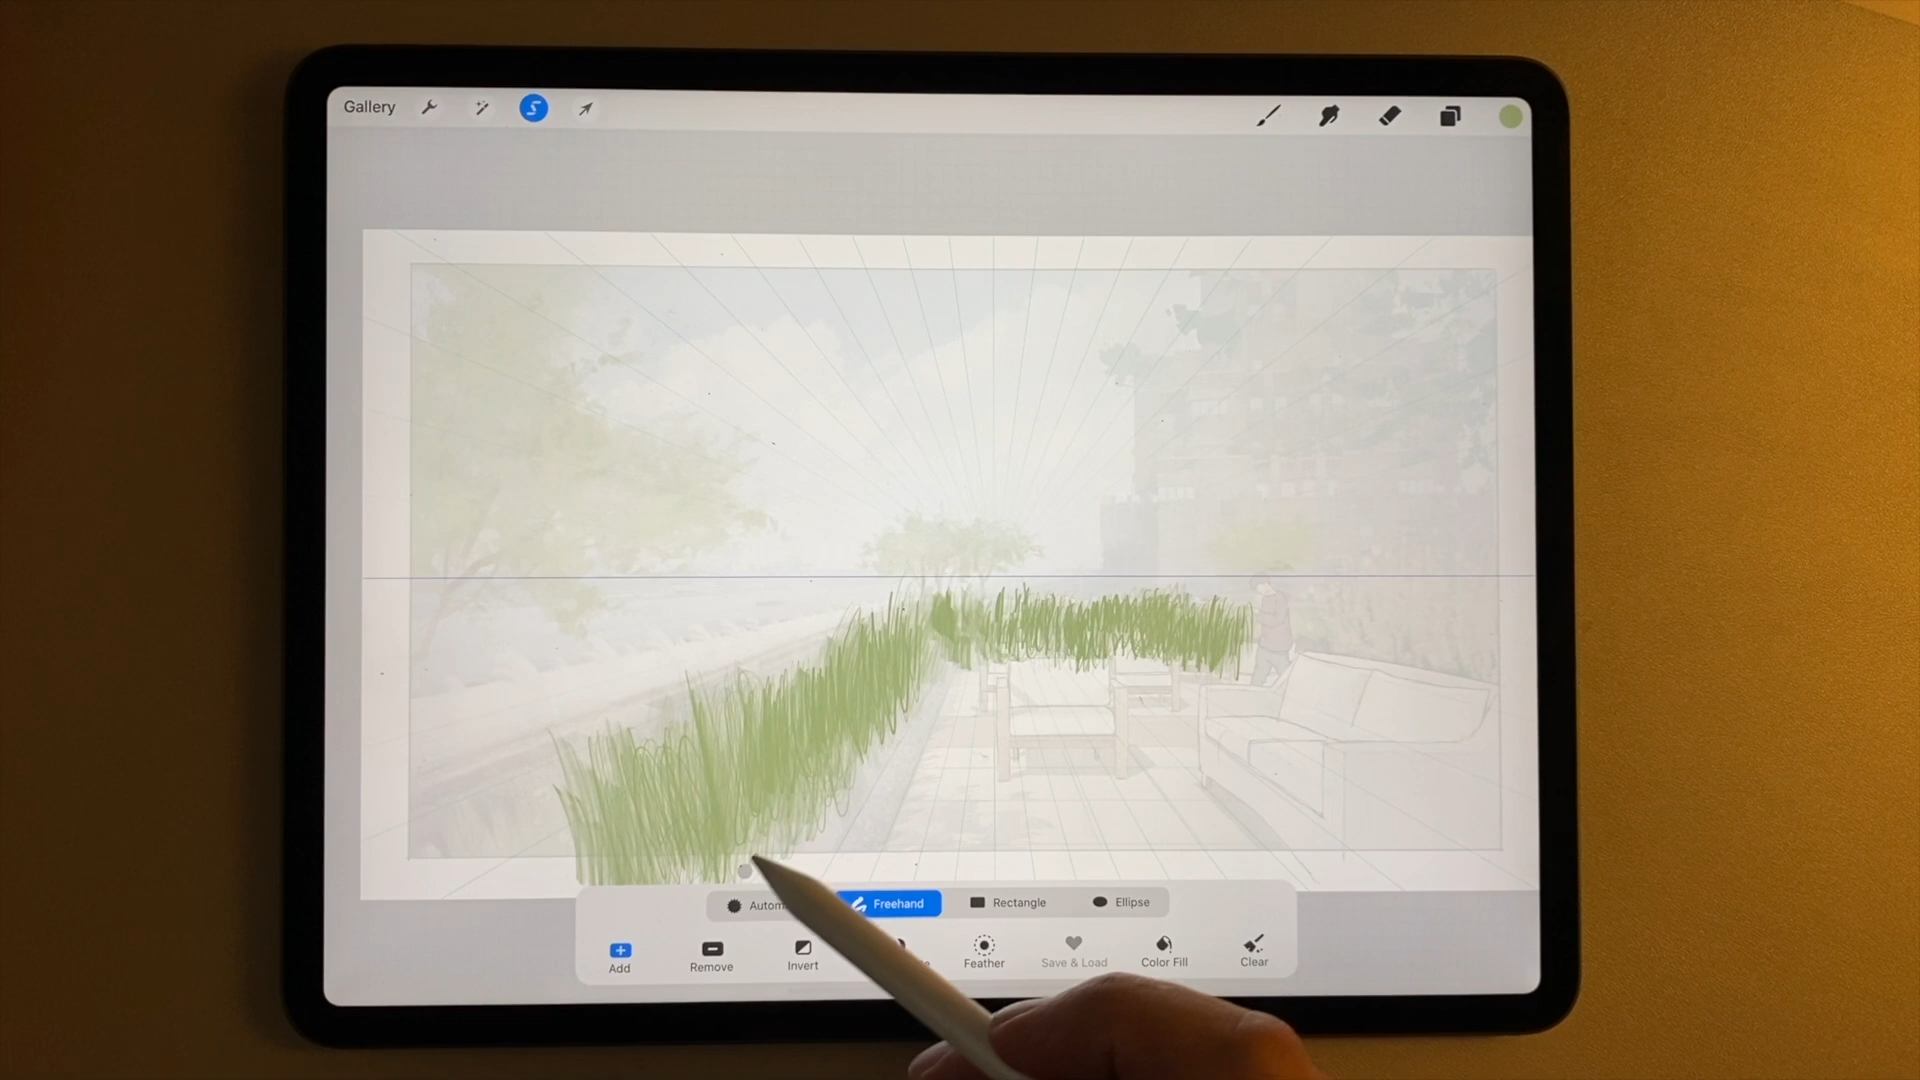 Gallery
Freehand
Rectangle
Ellipse
Add
Remove
Invert
Feather
Save & Load
Color Fill
Clear